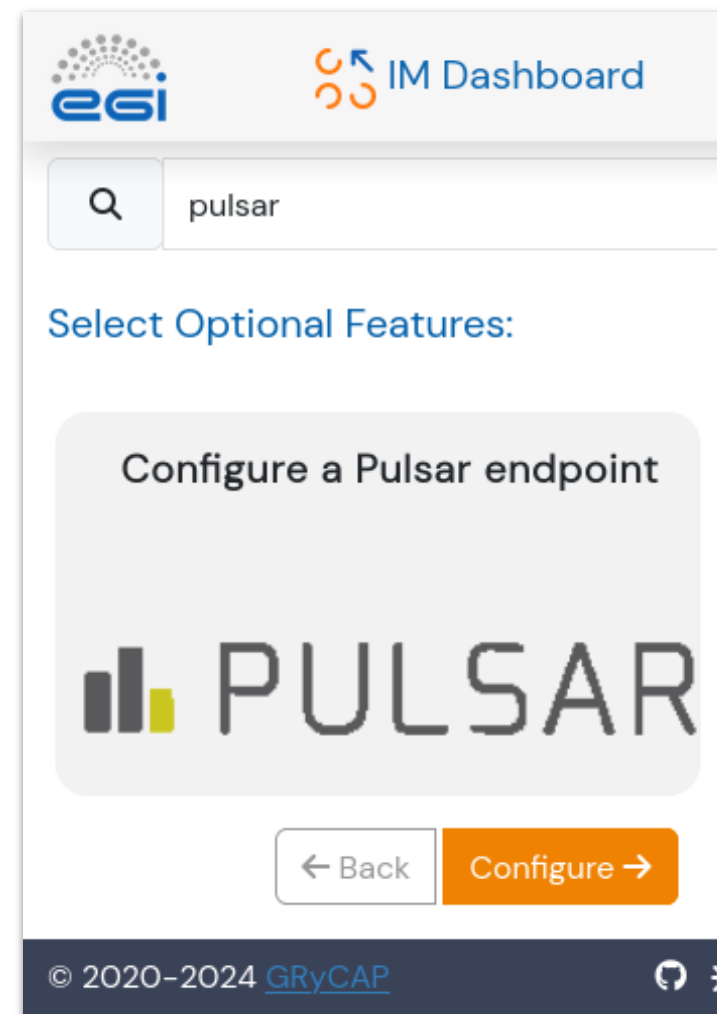 egi
IM Dashboard
pulsar
Select Optional Features:
Configure a Pulsar endpoint
PULSAR
← Back
Configure →
© 2020-2024 GRyCAP